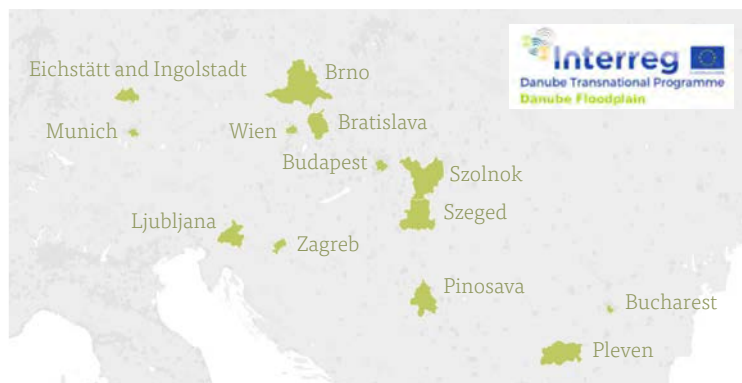 Interreg
Danube Transnational Programme
Danube Floodplain
Eichstätt and Ingolstadt
Brno
Munich
Wien
Bratislava
Budapest
Szolnok
Szeged
Ljubljana
Zagreb
Pinosava
Bucharest
Pleven